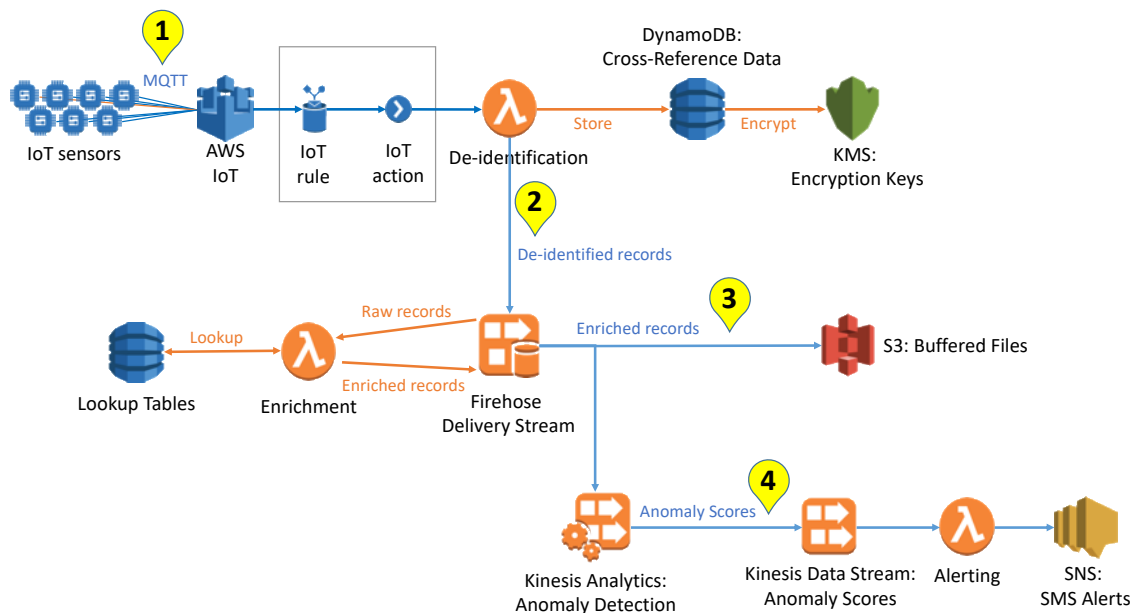 1
MQTT
IoT sensors
AWS
IoT
IoT
rule
IoT
action
De-identification
Store
DynamoDB:
Cross-Reference Data
Encrypt
KMS:
Encryption Keys
2
De-identified records
Lookup
Lookup Tables
Raw records
Enriched records
Enrichment
Firehose
Delivery Stream
Enriched records
3
S3: Buffered Files
Kinesis Analytics:
Anomaly Detection
Anomaly Scores
4
Kinesis Data Stream:
Anomaly Scores
Alerting
SNS:
SMS Alerts